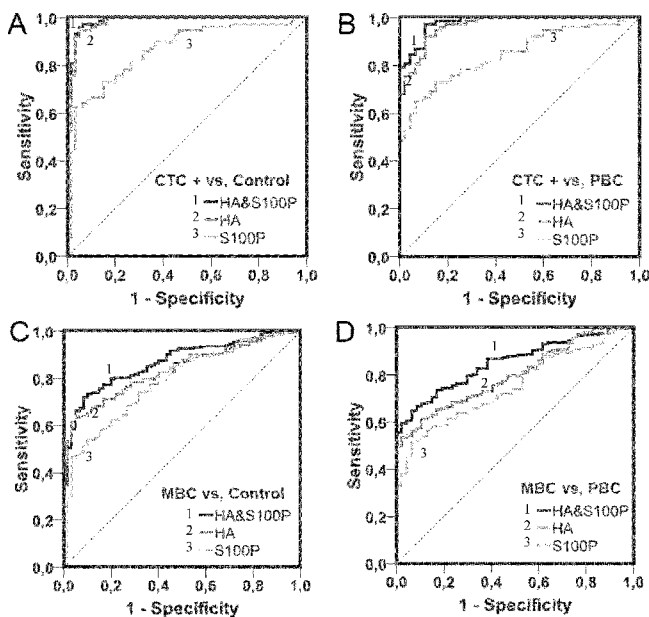 A
Sensitivity
1,0
0,8
0,6
0,4
0,2
0,0
1
2
3
CTC + vs, Control
1 HA&S100P
2 HA
3 S100P
0,0 0,2 0,4 0,6 0,8 1,0
1 - Specificity
B
Sensitivity
1,0
0,8
0,6
0,4
0,2
0,0
1
2
3
CTC + vs, PBC
1 HA&S100P
2 HA
3 S100P
0,0 0,2 0,4 0,6 0,8 1,0
1 - Specificity
C
Sensitivity
1,0
0,8
0,6
0,4
0,2
0,0
1
2
3
MBC vs, Control
1 HA&S100P
2 HA
3 S100P
0,0 0,2 0,4 0,6 0,8 1,0
1 - Specificity
D
Sensitivity
1,0
0,8
0,6
0,4
0,2
0,0
1
2
3
MBC vs, PBC
1 HA&S100P
2 HA
3 S100P
0,0 0,2 0,4 0,6 0,8 1,0
1 - Specificity